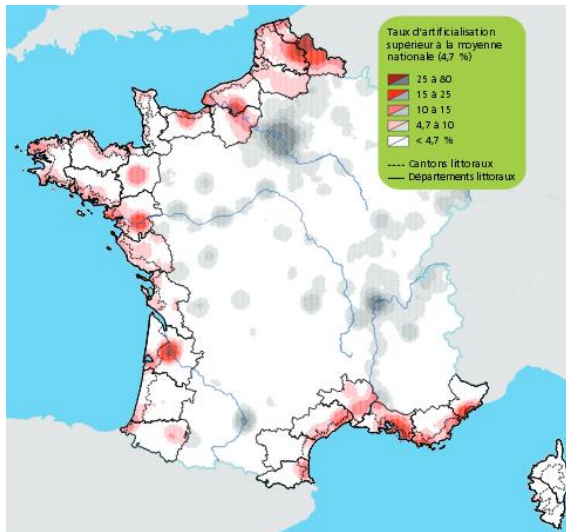 Taux d'artificialisation
supérieur à la moyenne
nationale (4,7 %)
25 à 80
15 à 25
10 à 15
4,7 à 10
< 4,7 %
Cantons littoraux
Départements littoraux